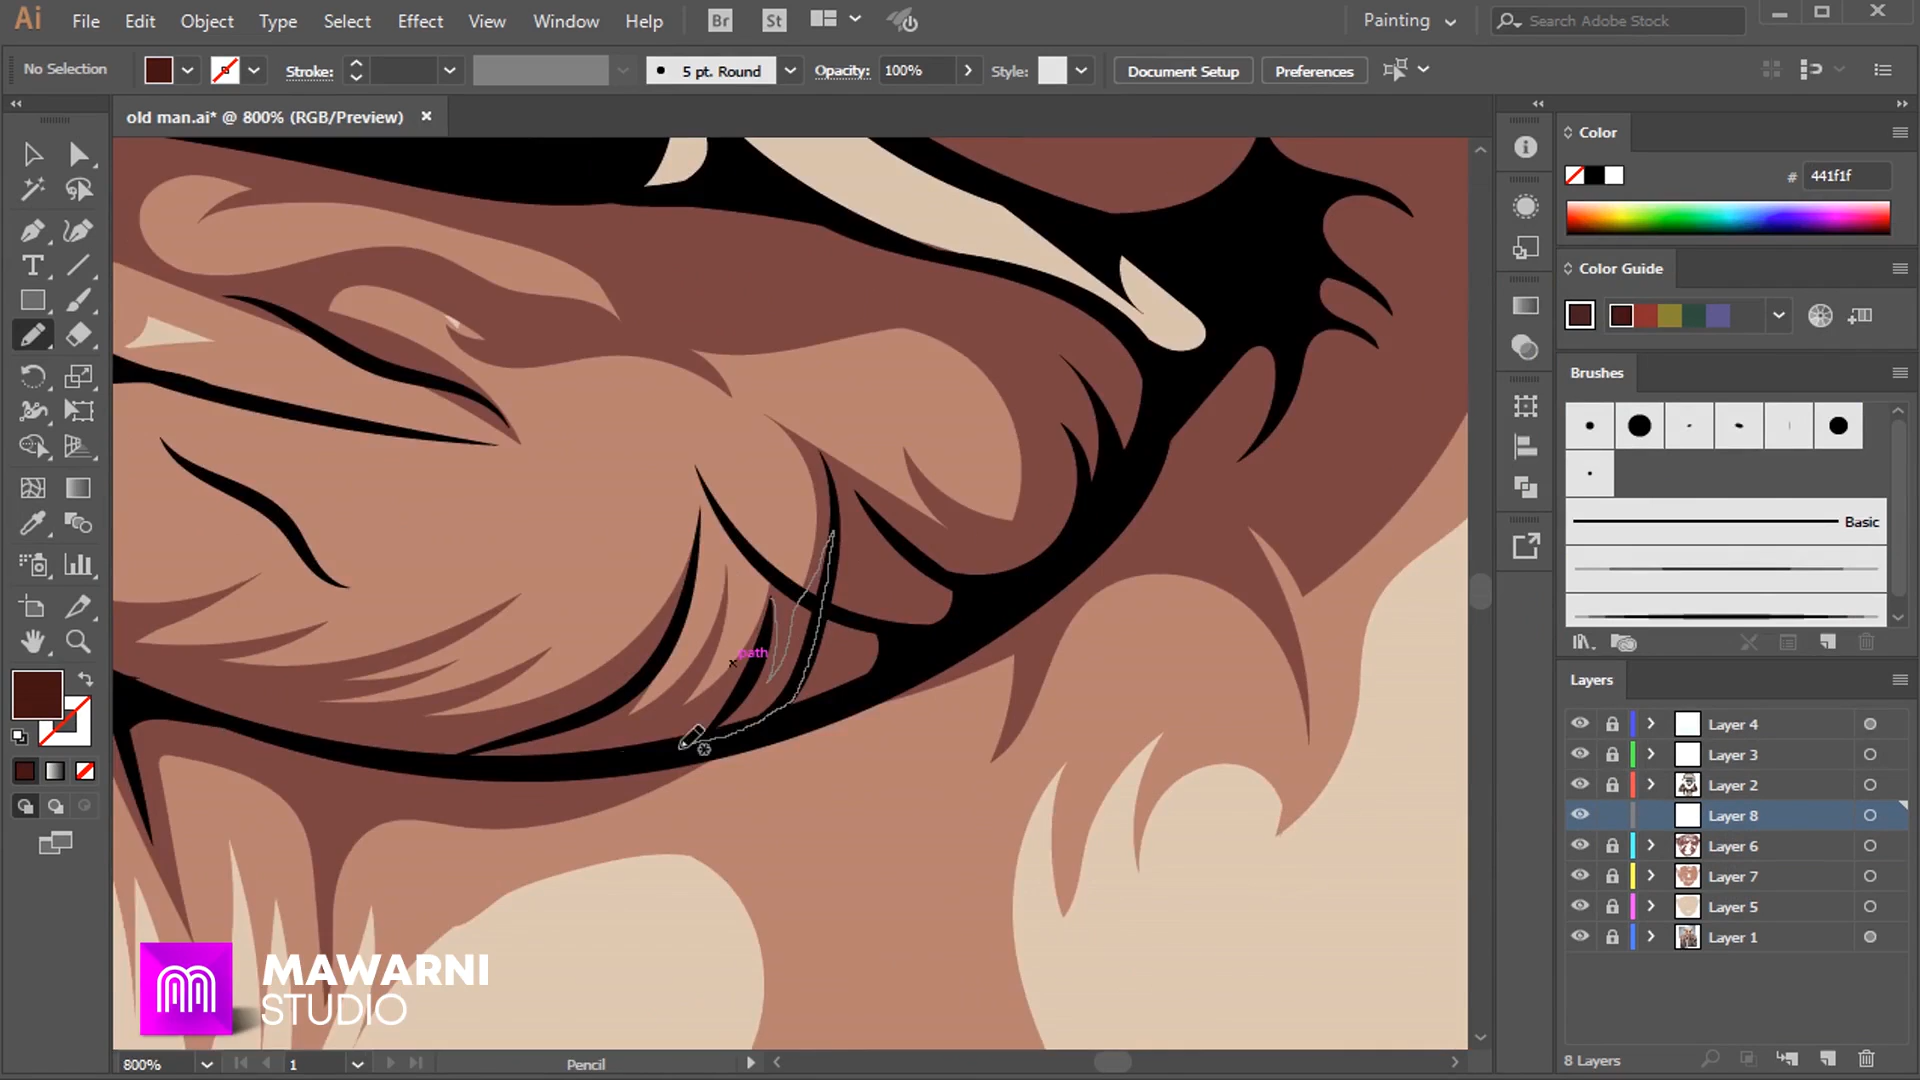 Ai File Edit Object Type Select Effect View Window Help Br St Painting Search Adobe Stock
No Selection Stroke: 5 pt. Round Opacity: 100% Style: Document Setup Preferences
old man.ai* @ 800% (RGB/Preview)
Color
# 441f1f
Color Guide
Brushes
Basic
path
Layers
Layer 4
Layer 3
Layer 2
Layer 8
Layer 6
Layer 7
Layer 5
Layer 1
MAWARNI
STUDIO
800% 1 Pencil
8 Layers